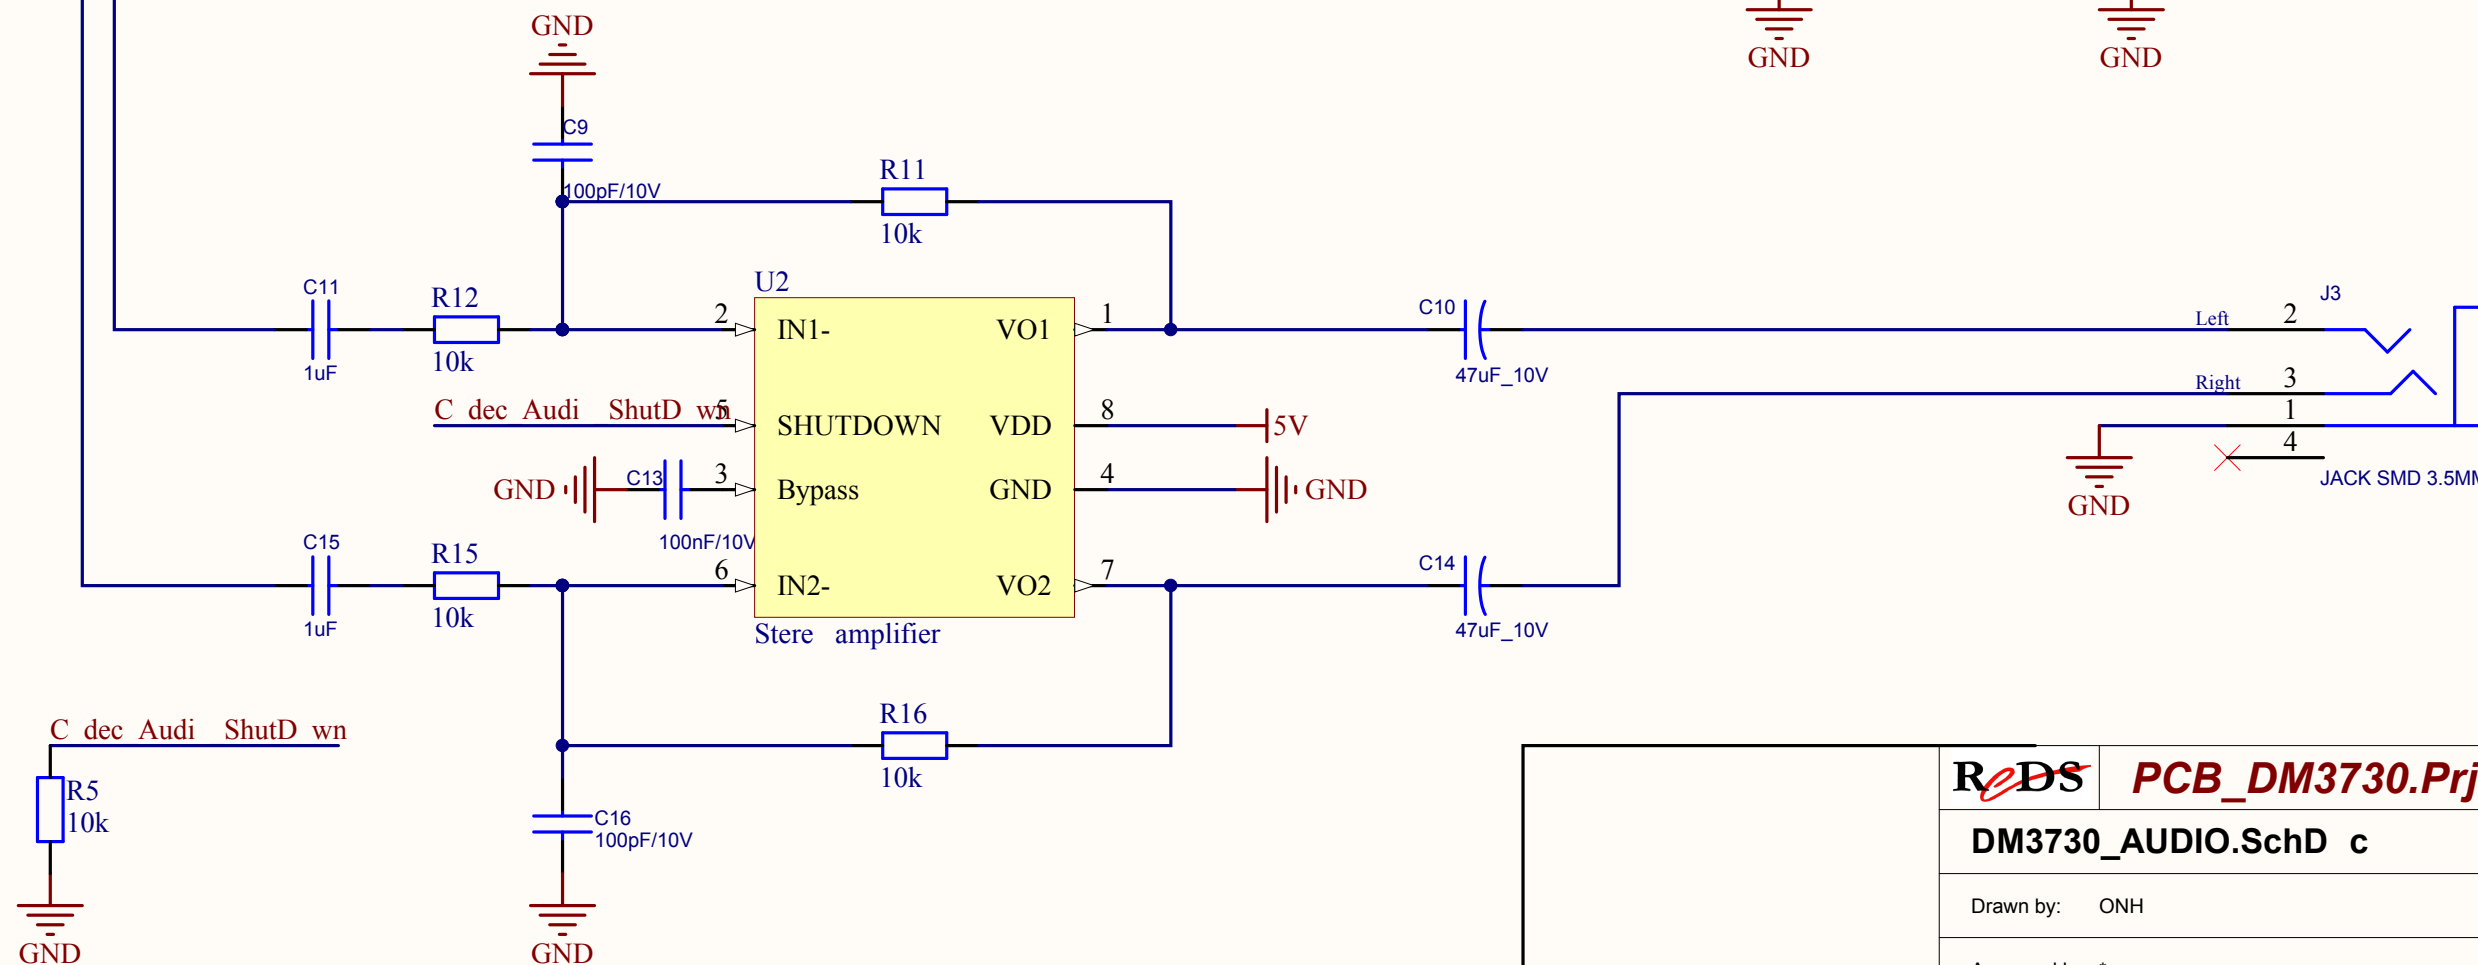 GND
GND
GND
C9
100pF/10V
R11
10k
U2
C11
1uF
R12
10k
2
IN1-
VO1
1
C10
47uF_10V
Left
2
J3
Right
3
1
4
GND
JACK SMD 3.5M
C dec Audi ShutD wn
5
SHUTDOWN
VDD
8
5V
GND
C13
100nF/10V
3
Bypass
GND
4
GND
C15
1uF
R15
10k
6
IN2-
VO2
7
C14
47uF_10V
Stere amplifier
R16
10k
C dec Audi ShutD wn
R5
10k
GND
C16
100pF/10V
GND
ReDS
PCB_DM3730.Prj
DM3730_AUDIO.SchD c
Drawn by: ONH